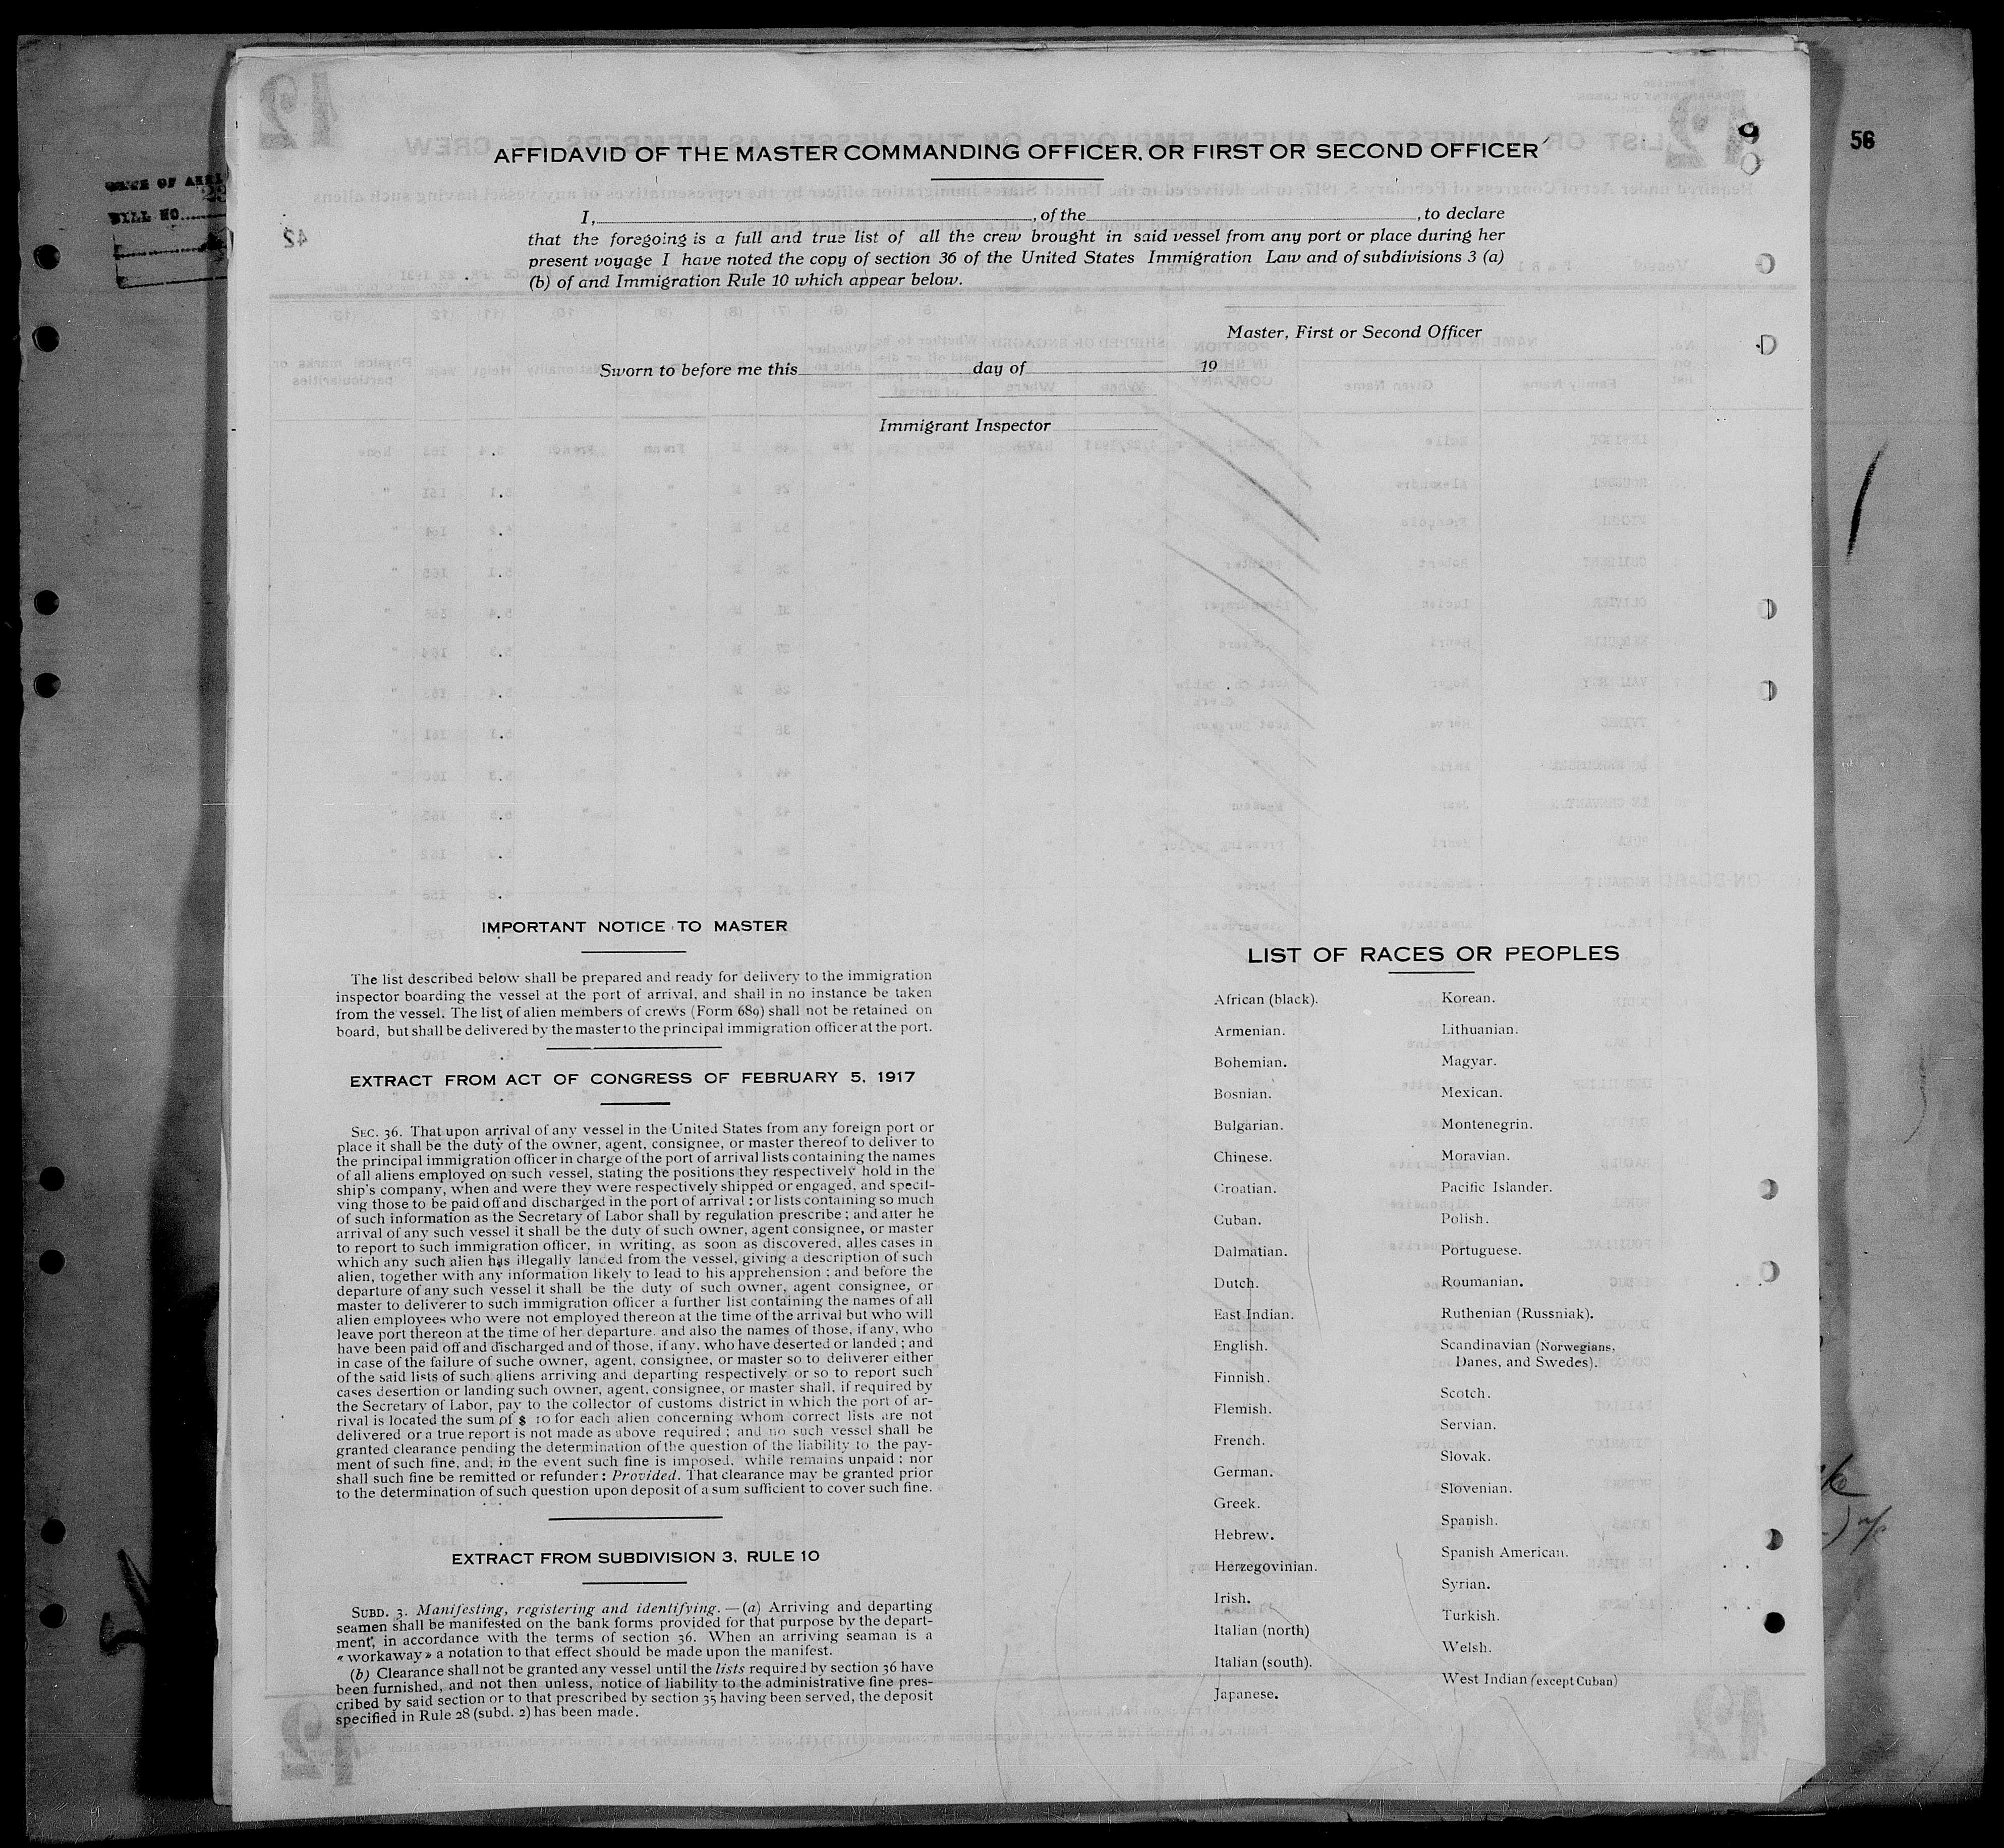 56
AFFIDAVID OF THE MASTER COMMANDING OFFICER, OR FIRST OR SECOND OFFICER
I, , of the , to declare
that the foregoing is a full and true list of all the crew brought in said vessel from any port or place during her
present voyage I have noted the copy of section 36 of the United States Immigration Law and of subdivisions 3 (a)
(b) of and Immigration Rule 10 which appear below.
Master, First or Second Officer
Sworn to before me this day of 19
Immigrant Inspector
IMPORTANT NOTICE TO MASTER
The list described below shall be prepared and ready for delivery to the immigration
inspector boarding the vessel at the port of arrival, and shall in no instance be taken
from the vessel. The list of alien members of crews (Form 689) shall not be retained on
board, but shall be delivered by the master to the principal immigration officer at the port.
EXTRACT FROM ACT OF CONGRESS OF FEBRUARY 5, 1917
SEC. 36. That upon arrival of any vessel in the United States from any foreign port or
place it shall be the duty of the owner, agent, consignee, or master thereof to deliver to
the principal immigration officer in charge of the port of arrival lists containing the names
of all aliens employed on such vessel, stating the positions they respectively hold in the
ship's company, when and were they were respectively shipped or engaged, and specil-
ving those to be paid off and discharged in the port of arrival : or lists containing so much
of such information as the Secretary of Labor shall by regulation prescribe ; and atter he
arrival of any such vessel it shall be the duty of such owner, agent consignee, or master
to report to such immigration officer, in writing, as soon as discovered, alles cases in
which any such alien has illegally landed from the vessel, giving a description of such
alien, together with any information likely to lead to his apprehension ; and before the
departure of any such vessel it shall be the duty of such owner, agent consignee, or
master to deliverer to such immigration officer a further list containing the names of all
alien employees who were not employed thereon at the time of the arrival but who will
leave port thereon at the time of her departure. and also the names of those, if any, who
have been paid off and discharged and of those, if any. who have deserted or landed ; and
in case of the failure of suche owner, agent, consignee, or master so to deliverer either
of the said lists of such aliens arriving and departing respectively or so to report such
cases desertion or landing such owner, agent, consignee, or master shall, if required by
the Secretary of Labor, pay to the collector of customs district in which the port of ar-
rival is located the sum of $ 10 for each alien concerning whom correct lists are not
delivered or a true report is not made as above required ; and no such vessel shall be
granted clearance pending the determination of the question of the liability to the pay-
ment of such fine, and, in the event such fine is imposed, while remains unpaid ; nor
shall such fine be remitted or refunder : Provided. That clearance may be granted prior
to the determination of such question upon deposit of a sum sufficient to cover such fine.
EXTRACT FROM SUBDIVISION 3, RULE 10
SUBD. 3. Manifesting, registering and identifying. — (a) Arriving and departing
seamen shall be manifested on the bank forms provided for that purpose by the depart-
ment, in accordance with the terms of section 36. When an arriving seaman is a
« workaway » a notation to that effect should be made upon the manifest.
(b) Clearance shall not be granted any vessel until the lists required by section 36 have
been furnished, and not then unless, notice of liability to the administrative fine pres-
cribed by said section or to that prescribed by section 35 having been served, the deposit
specified in Rule 28 (subd. 2) has been made.
LIST OF RACES OR PEOPLES
African (black).
Armenian.
Bohemian.
Bosnian.
Bulgarian.
Chinese.
Croatian.
Cuban.
Dalmatian.
Dutch.
East Indian.
English.
Finnish.
Flemish.
French.
German.
Greek.
Hebrew.
Herzegovinian.
Irish.
Italian (north)
Italian (south).
Japanese.
Korean.
Lithuanian.
Magyar.
Mexican.
Montenegrin.
Moravian.
Pacific Islander.
Polish.
Portuguese.
Roumanian.
Ruthenian (Russniak).
Scandinavian (Norwegians,
Danes, and Swedes).
Scotch.
Servian.
Slovak.
Slovenian.
Spanish.
Spanish American.
Syrian.
Turkish.
Welsh.
West Indian (except Cuban)